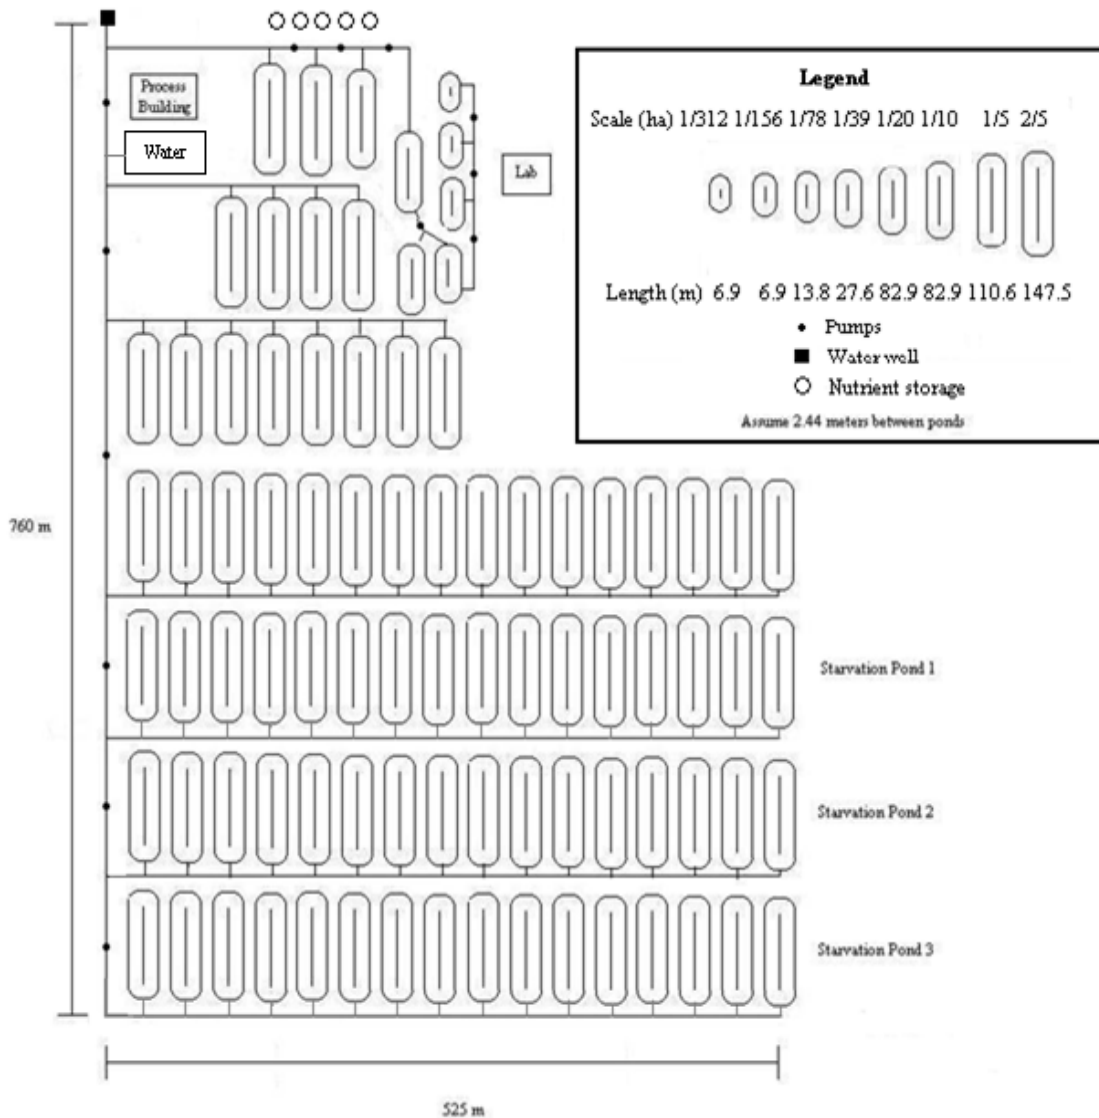 Process
Building
Water
Lab
Legend
Scale (ha) 1/312 1/156 1/78 1/39 1/20 1/10 1/5 2/5
Length (m) 6.9 6.9 13.8 27.6 82.9 82.9 110.6 147.5
Pumps
Water well
Nutrient storage
Assume 2.44 meters between ponds
760 m
Starvation Pond 1
Starvation Pond 2
Starvation Pond 3
525 m